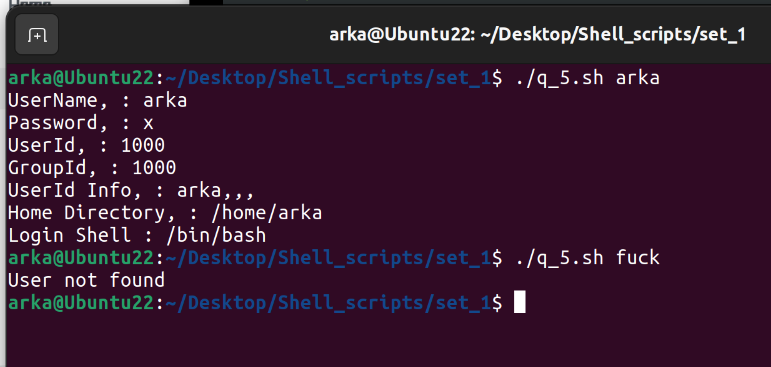 Home
arka@Ubuntu22: ~/Desktop/Shell_scripts/set_1
arka@Ubuntu22:~/Desktop/Shell_scripts/set_1$ ./q_5.sh arka
UserName, : arka
Password, : x
UserId, : 1000
GroupId, : 1000
UserId Info, : arka,,,
Home Directory, : /home/arka
Login Shell : /bin/bash
arka@Ubuntu22:~/Desktop/Shell_scripts/set_1$ ./q_5.sh fuck
User not found
arka@Ubuntu22:~/Desktop/Shell_scripts/set_1$